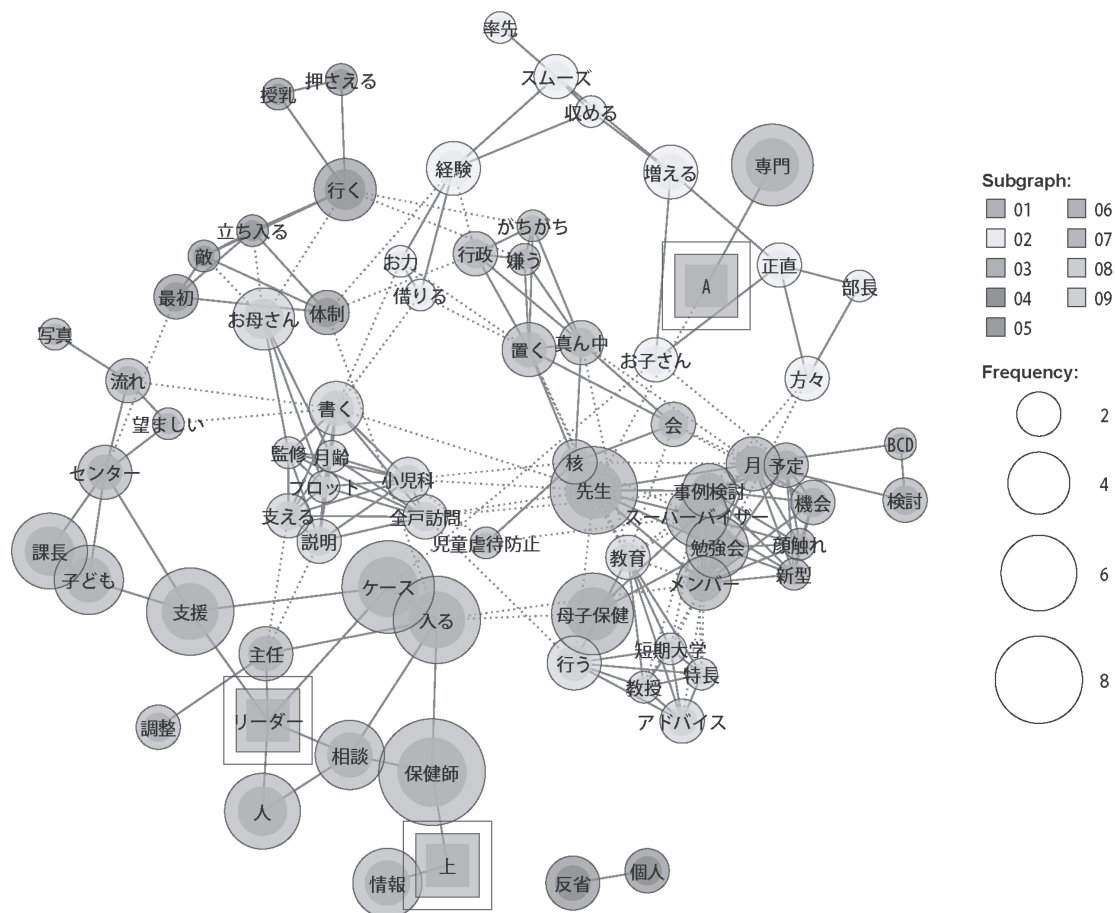 率先
スムーズ
押さえる
授乳
収める
経験
増える
専門
行く
立ち入る
がちがち
敵
お力
行政
嫌う
正直
A
部長
最初
お母さん
体制
借りる
写真
置く
真ん中
お子さん
流れ
方々
望ましい
書く
会
センター
監修
月齢
小児科
核
月
予定
BCD
プロット
先生
事例検討
機会
検討
支える
全戸訪問
スーパーバイザー
説明
児童虐待防止
勉強会
顔触れ
課長
子ども
教育
メンバー
新型
ケース
支援
入る
母子保健
主任
行う
短期大学
特長
教授
リーダー
調整
アドバイス
相談
保健師
人
上
情報
反省
個人
Subgraph:
01 06
02 07
03 08
04 09
05
Frequency:
2
4
6
8